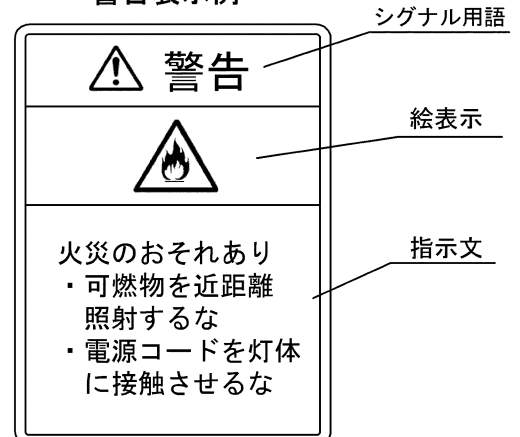 シグナル用語
警告
絵表示
指示文
火災のおそれあり
・可燃物を近距離
照射するな
・電源コードを灯体
に接触させるな